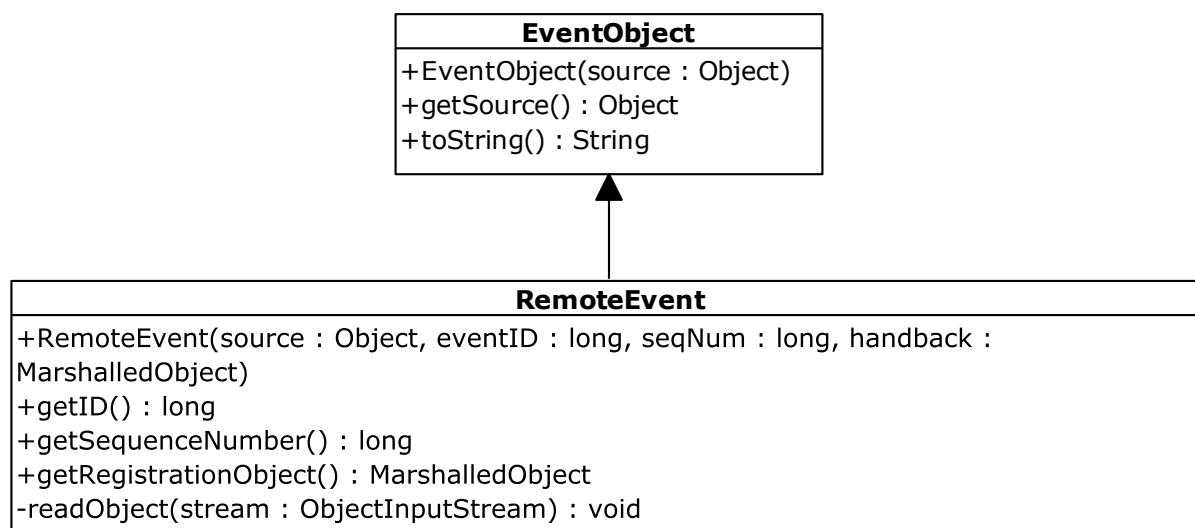 EventObject
+EventObject(source : Object)
+getSource() : Object
+toString() : String
RemoteEvent
+RemoteEvent(source : Object, eventID : long, seqNum : long, handback :
MarshalledObject)
+getID() : long
+getSequenceNumber() : long
+getRegistrationObject() : MarshalledObject
-readObject(stream : ObjectInputStream) : void